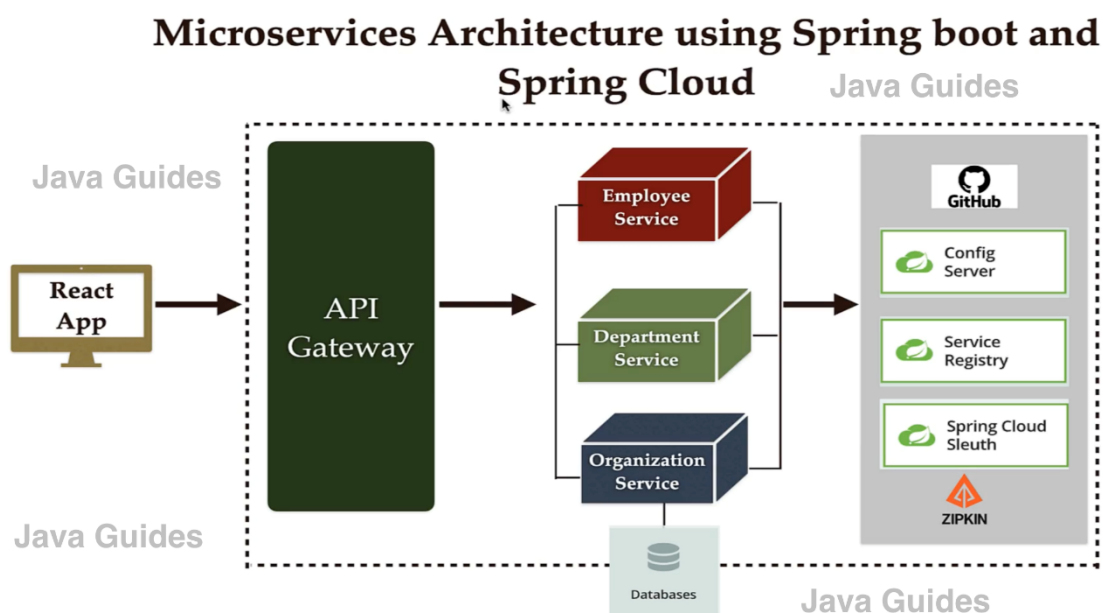 Microservices Architecture using Spring boot and
Spring Cloud
Java Guides
Java Guides
React
App
API
Gateway
Employee
Service
Department
Service
Organization
Service
Databases
GitHub
Config
Server
Service
Registry
Spring Cloud
Sleuth
ZIPKIN
Java Guides
Java Guides